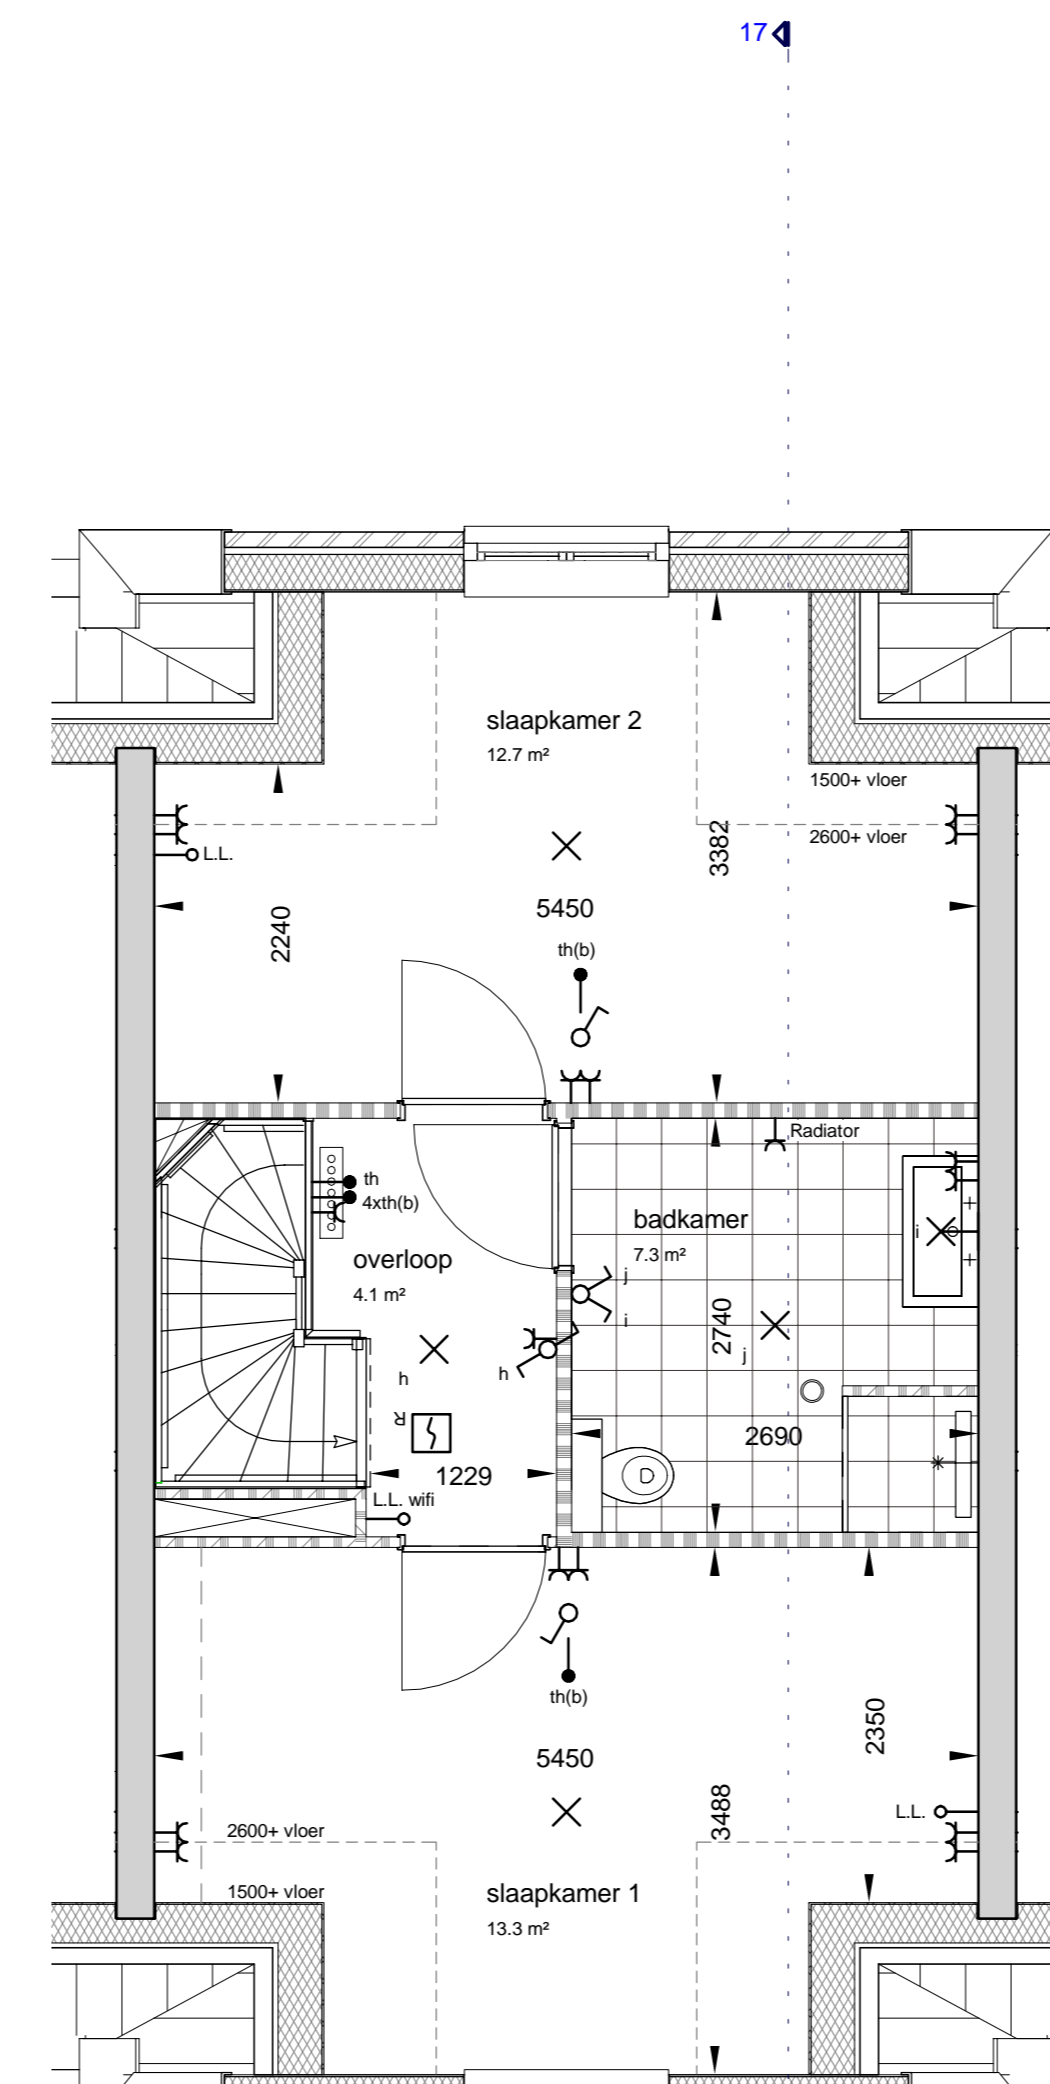 17
slaapkamer 2
12.7 m²
1500+ vloer
2600+ vloer
3382
L.L.
5450
2240
th(b)
Radiator
th
4xth(b)
badkamer
7.3 m²
i
overloop
4.1 m²
j
i
2740
j
h
h
R
2690
1229
L.L. wifi
th(b)
2350
5450
3488
L.L.
2600+ vloer
1500+ vloer
slaapkamer 1
13.3 m²